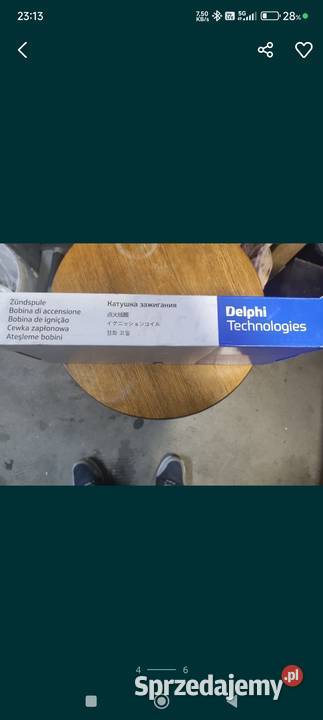 23:13
7,50
KB/s
5G
28%
Zündspule
Bobina di accensione
Bobina de ignição
Cewka zapłonowa
Ateşleme bobini
Катушка зажигания
点火线圈
イグニッションコイル
점화 코일
Delphi
Technologies
4
6
Sprzedajemy.pl